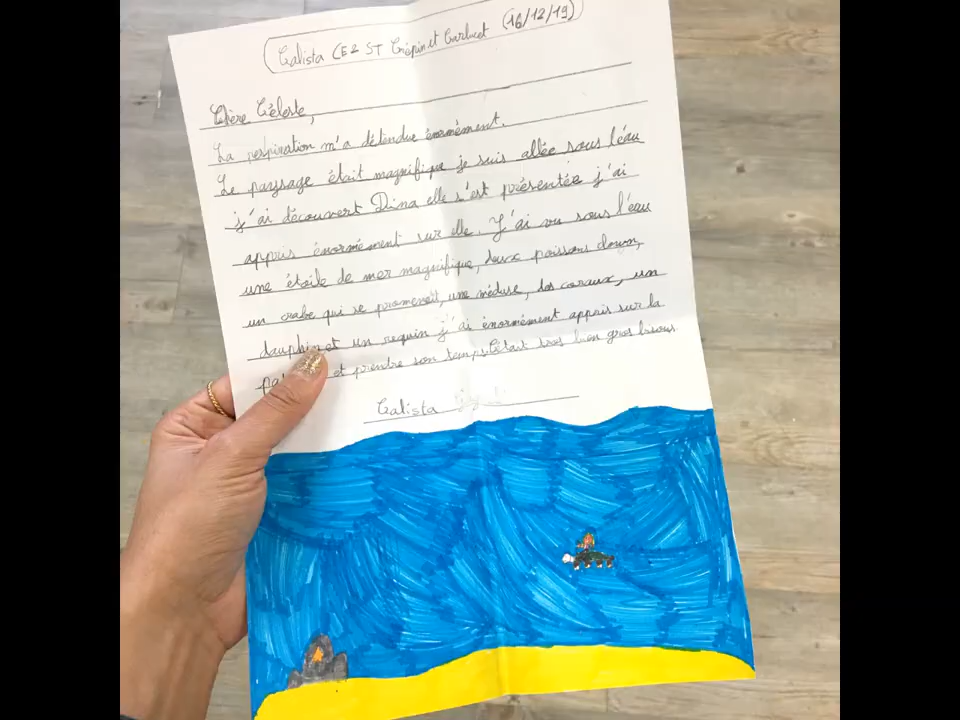 Calista CE2 ST Crépin et Carlucet (16/12/19)
Chère Céleste,
La respiration m'a détendue énormément.
Le paysage était magnifique je suis allée sous l'eau
j'ai découvert Dina elle s'est présentée j'ai
appris énormément sur elle. J'ai vu sous l'eau
une étoile de mer magnifique, deux poissons clown,
un crabe qui se promenait, une méduse, des coraux, un
dauphin et un requin j'ai énormément appris sur la
et prendre son temps. C'était très bien gros bisous
Calista